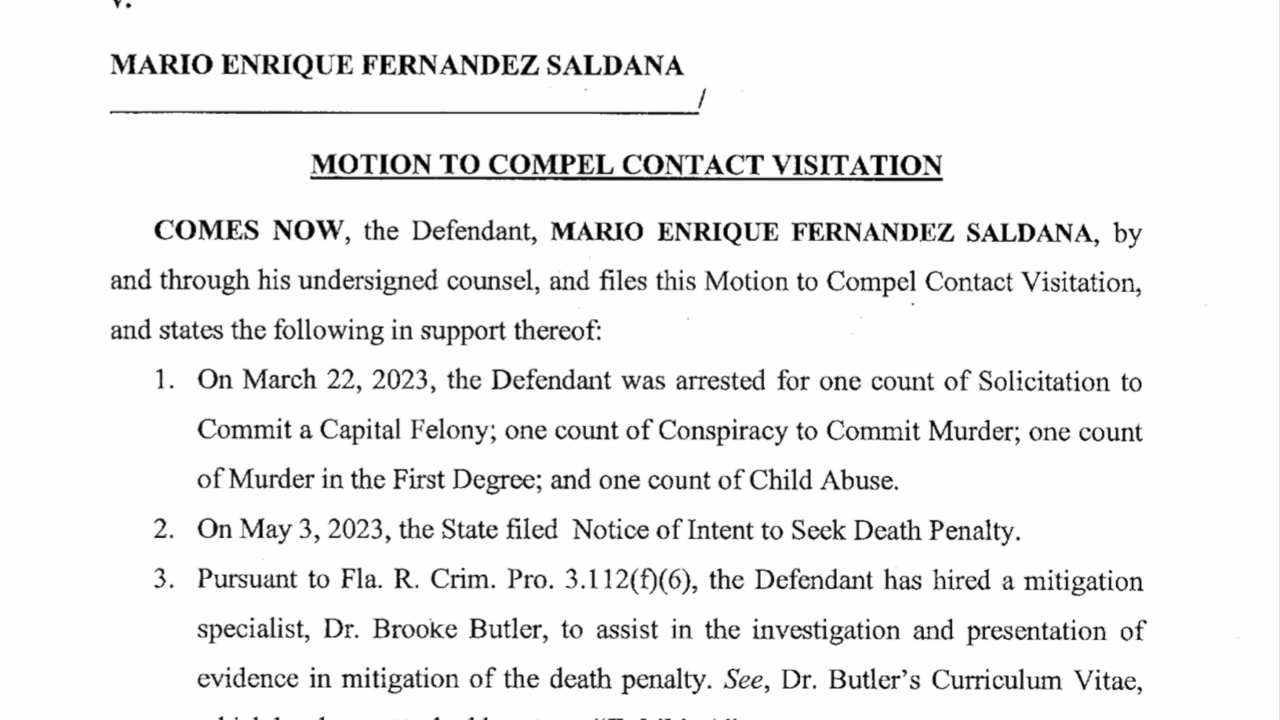 v.
MARIO ENRIQUE FERNANDEZ SALDANA
/
MOTION TO COMPEL CONTACT VISITATION
COMES NOW, the Defendant, MARIO ENRIQUE FERNANDEZ SALDANA, by
and through his undersigned counsel, and files this Motion to Compel Contact Visitation,
and states the following in support thereof:
1. On March 22, 2023, the Defendant was arrested for one count of Solicitation to
Commit a Capital Felony; one count of Conspiracy to Commit Murder; one count
of Murder in the First Degree; and one count of Child Abuse.
2. On May 3, 2023, the State filed Notice of Intent to Seek Death Penalty.
3. Pursuant to Fla. R. Crim. Pro. 3.112(f)(6), the Defendant has hired a mitigation
specialist, Dr. Brooke Butler, to assist in the investigation and presentation of
evidence in mitigation of the death penalty. See, Dr. Butler's Curriculum Vitae,